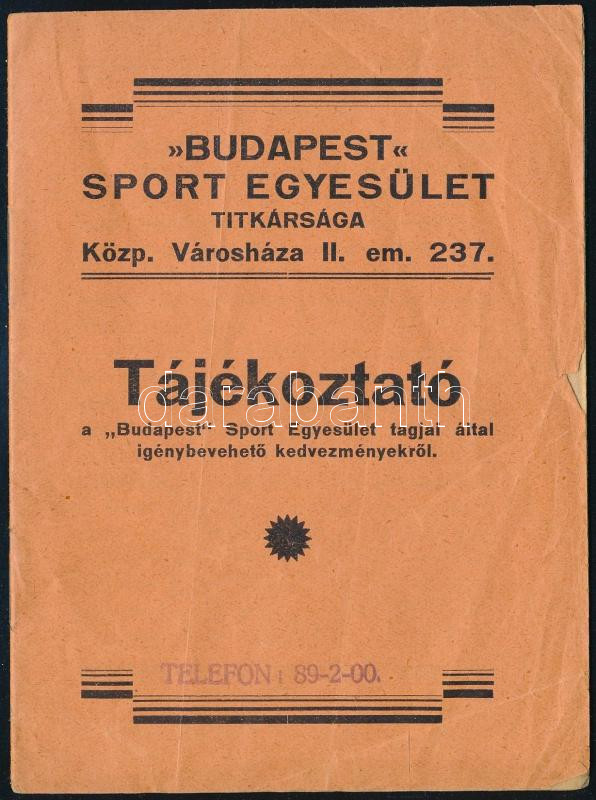 »BUDAPEST«
SPORT EGYESÜLET
TITKÁRSÁGA
Közp. Városháza II. em. 237.
Tájékoztató
darabanth
a „Budapest" Sport Egyesület tagjai által
igénybevehető kedvezményekről.
TELEFON: 89-2-00.